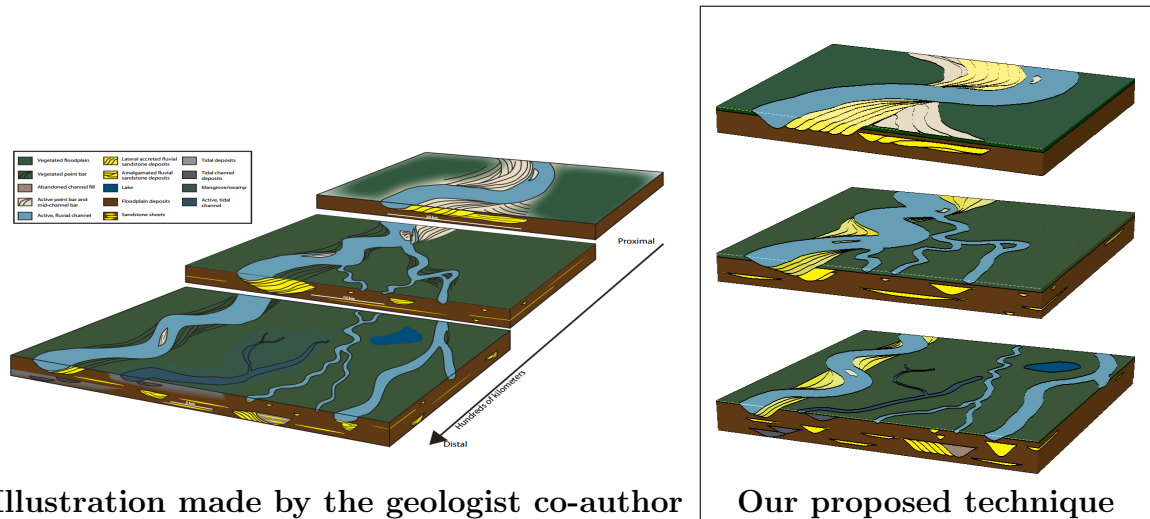 Vegetated floodplain
Vegetated point bar
Abandoned channel fill
Active point bar and
mid-channel bar
Active, fluvial channel
Lateral accreted fluvial
sandstone deposits
Amalgamated fluvial
sandstone deposits
Lake
Floodplain deposits
Sandstone sheets
Tidal deposits
Tidal-channel
deposits
Mangrove/swamp
Active, tidal
channel
Proximal
10 km
Hundreds of kilometers
Distal
Illustration made by the geologist co-author
Our proposed technique